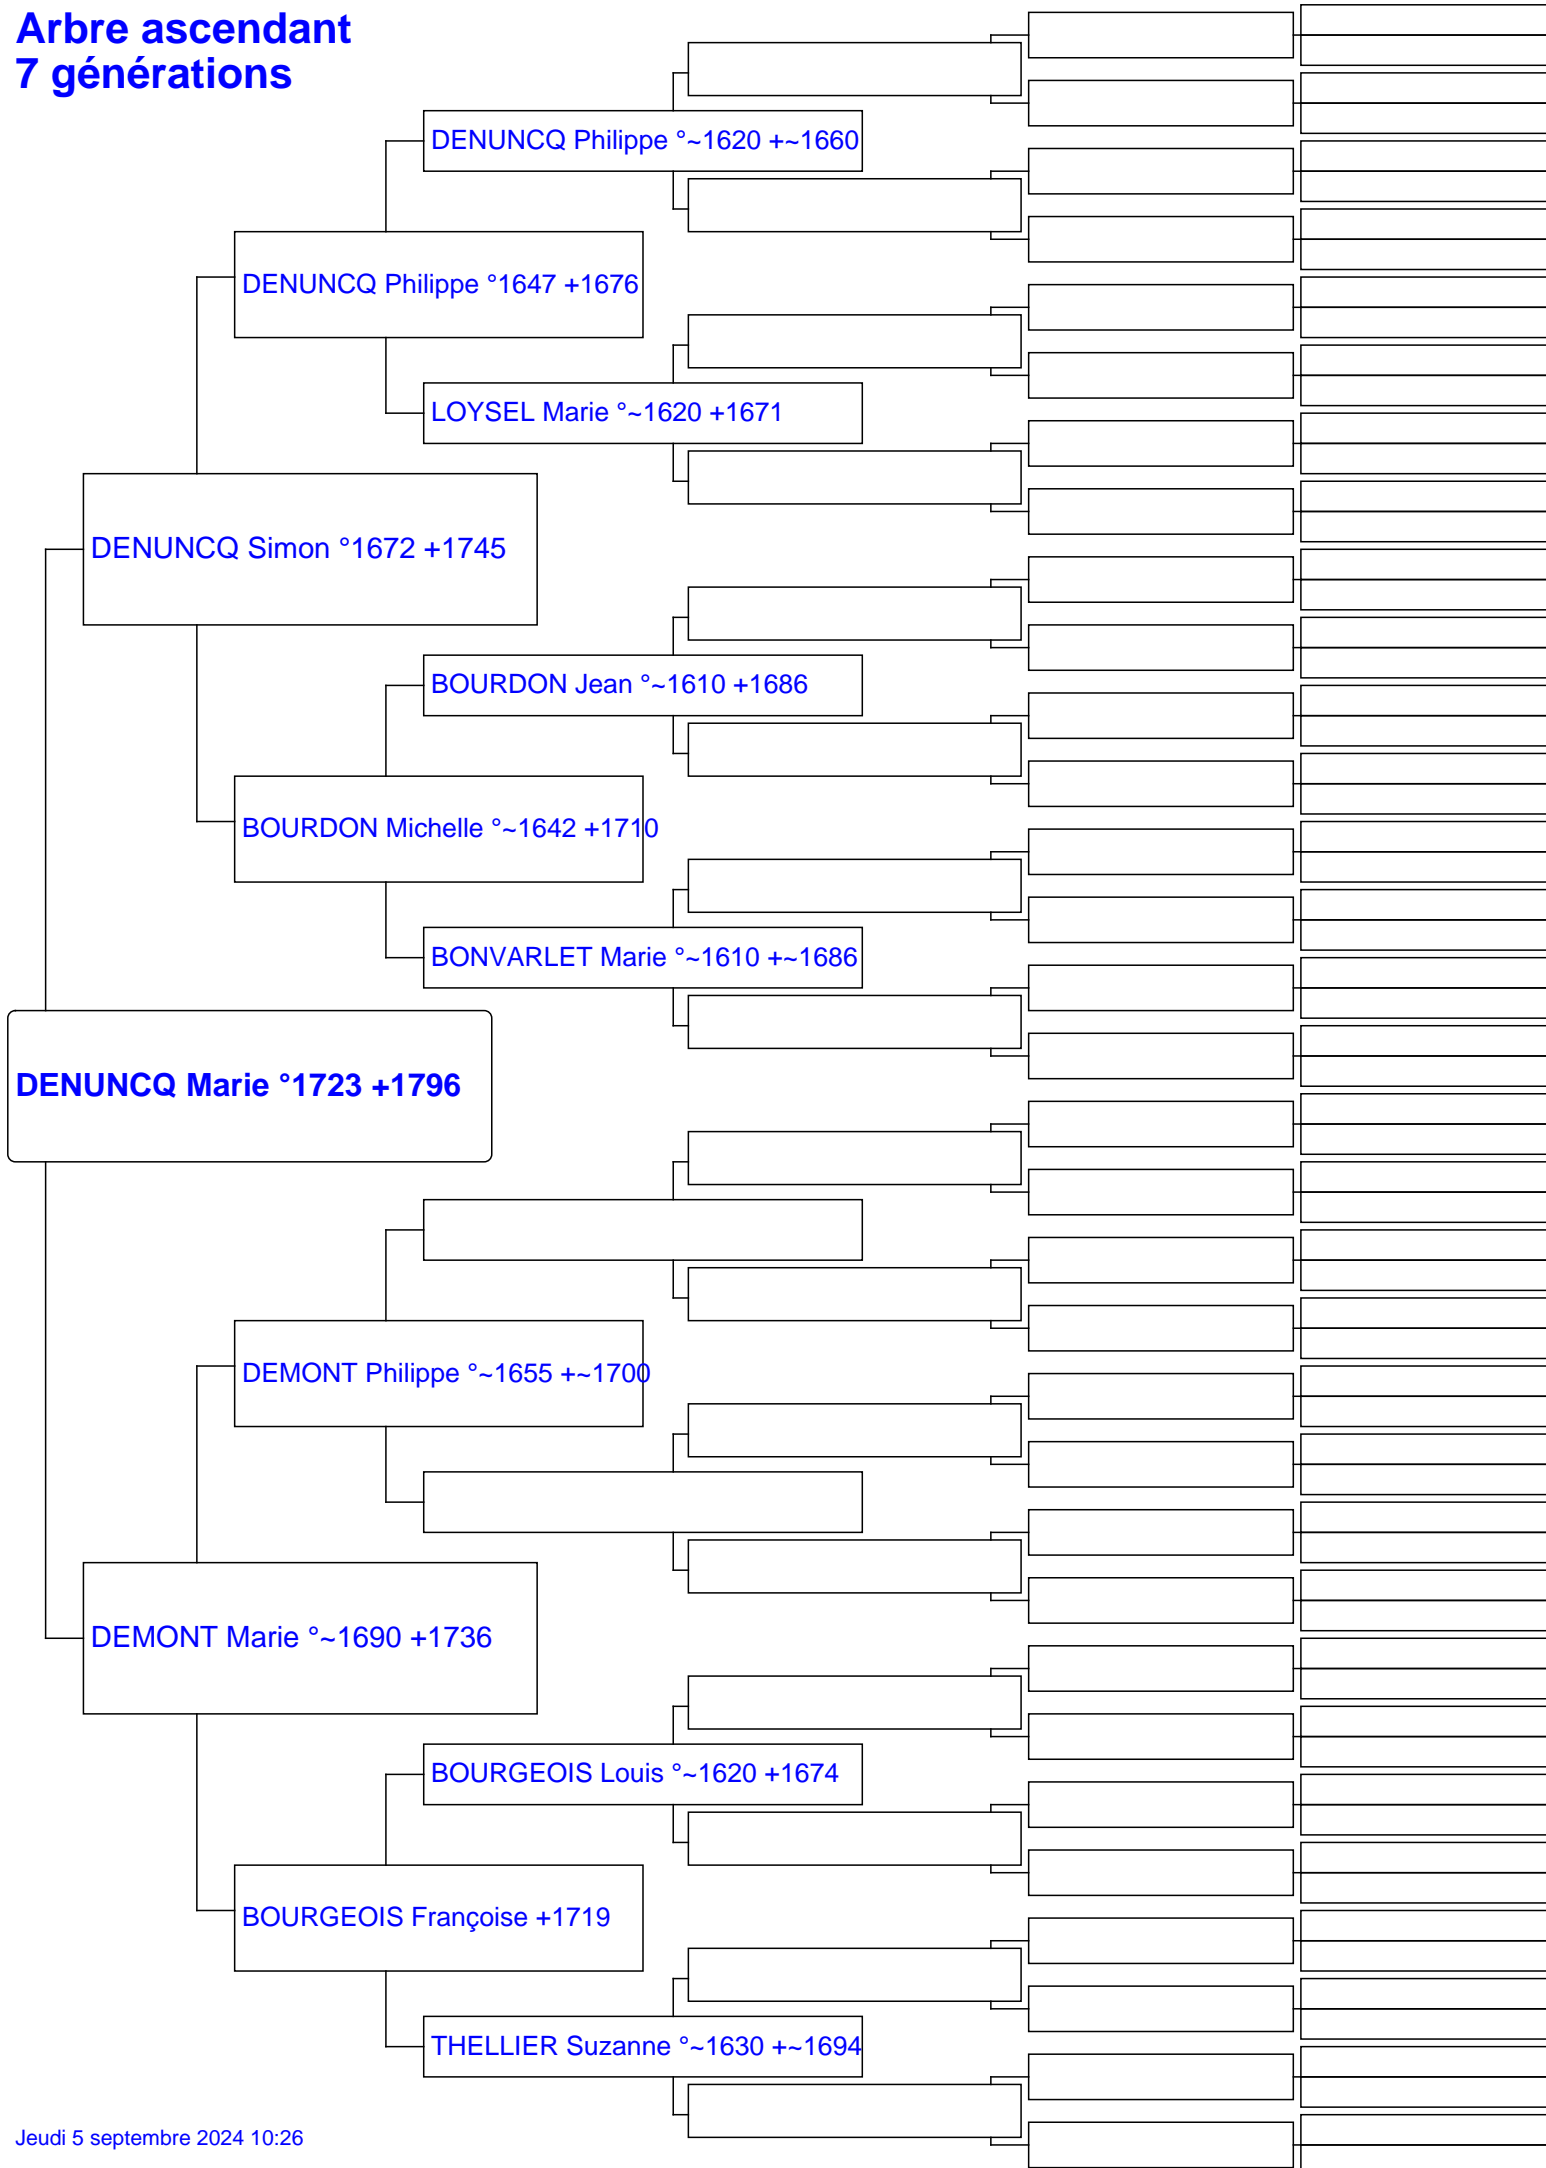 Arbre ascendant
7 générations
DENUNCQ Philippe °~1620 +~1660
DENUNCQ Philippe °1647 +1676
LOYSEL Marie °~1620 +1671
DENUNCQ Simon °1672 +1745
BOURDON Jean °~1610 +1686
BOURDON Michelle °~1642 +1710
BONVARLET Marie °~1610 +~1686
DENUNCQ Marie °1723 +1796
DEMONT Philippe °~1655 +~1700
DEMONT Marie °~1690 +1736
BOURGEOIS Louis °~1620 +1674
BOURGEOIS Françoise +1719
THELLIER Suzanne °~1630 +~1694
Jeudi 5 septembre 2024 10:26